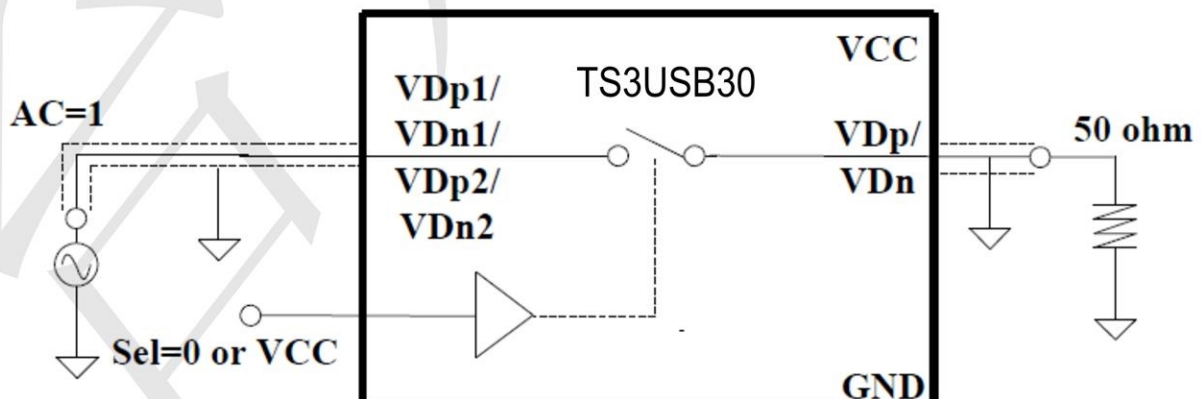 VCC
TS3USB30
VDp1/
VDn1/
VDp2/
VDn2
AC=1
VDp/
VDn
50 ohm
Sel=0 or VCC
GND